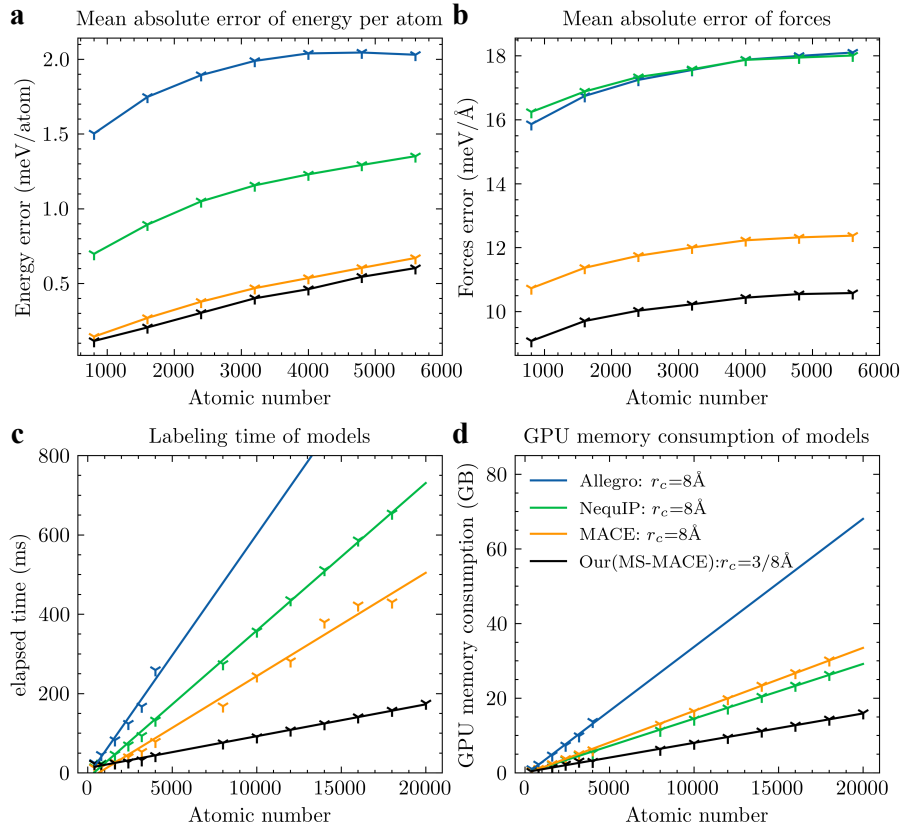 a Mean absolute error of energy per atom
2.0
1.5
1.0
0.5
Energy error (meV/atom)
1000 2000 3000 4000 5000 6000
Atomic number
b Mean absolute error of forces
18
16
14
12
10
Forces error (meV/Å)
1000 2000 3000 4000 5000 6000
Atomic number
c Labeling time of models
800
600
400
200
0
elapsed time (ms)
0 5000 10000 15000 20000
Atomic number
d GPU memory consumption of models
80
60
40
20
0
GPU memory consumption (GB)
Allegro: r_c=8Å
NequIP: r_c=8Å
MACE: r_c=8Å
Our(MS-MACE):r_c=3/8Å
0 5000 10000 15000 20000
Atomic number